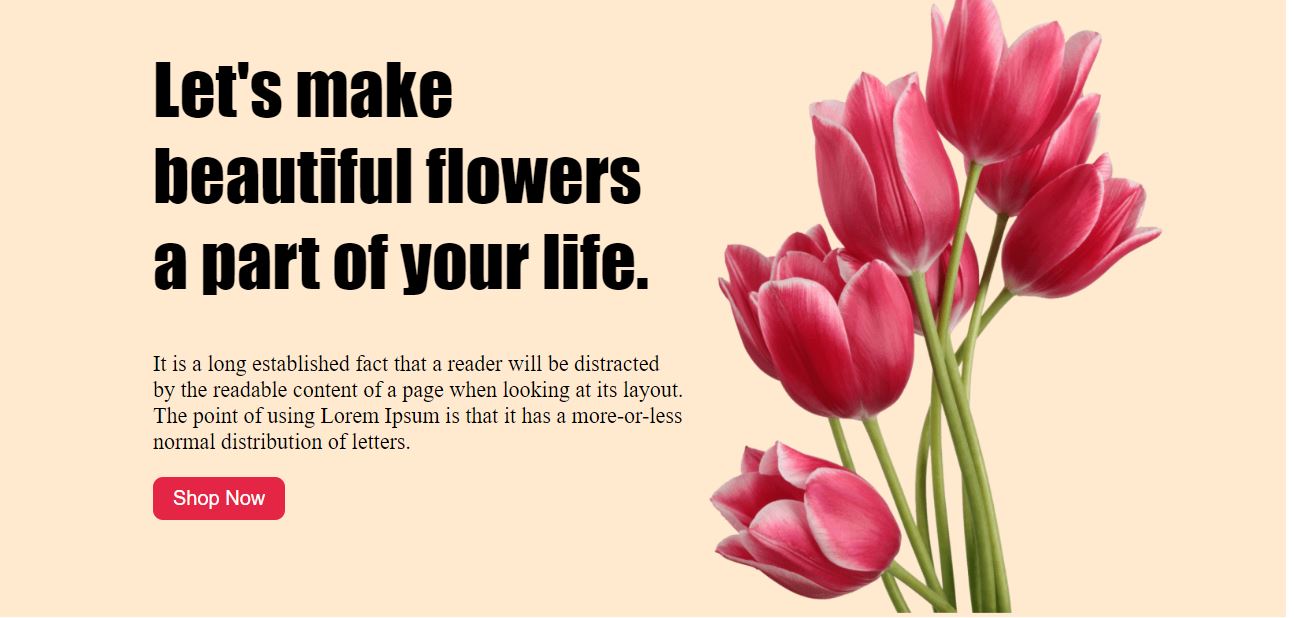 Let's make
beautiful flowers
a part of your life.
It is a long established fact that a reader will be distracted
by the readable content of a page when looking at its layout.
The point of using Lorem Ipsum is that it has a more-or-less
normal distribution of letters.
Shop Now